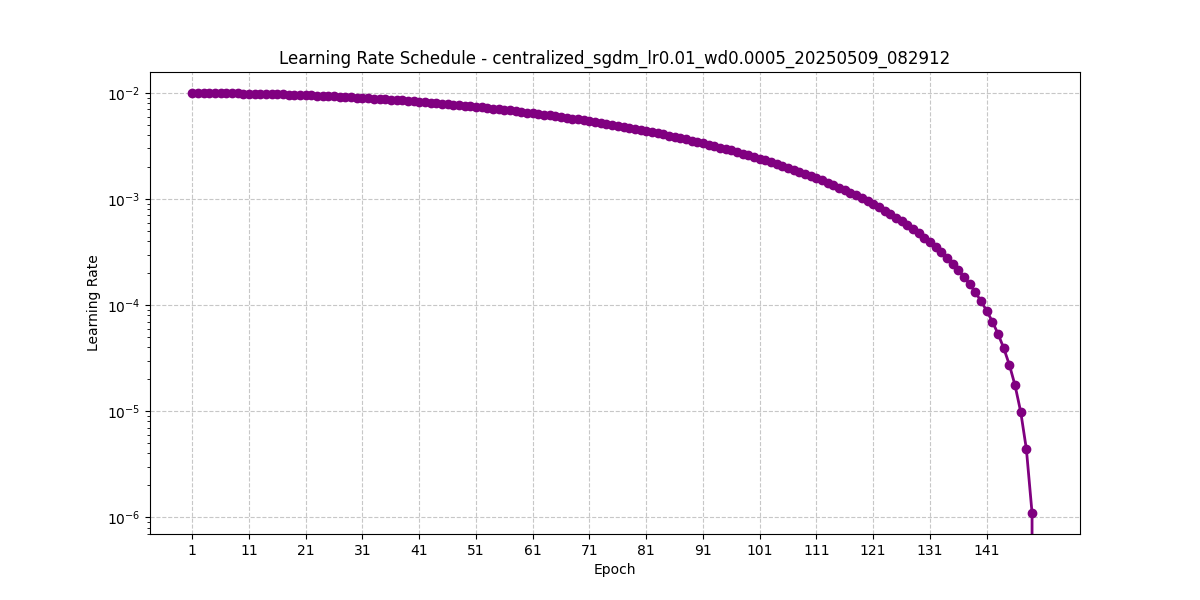 Learning Rate Schedule - centralized_sgdm_lr0.01_wd0.0005_20250509_082912
10⁻²
10⁻³
10⁻⁴
10⁻⁵
10⁻⁶
Learning Rate
1 11 21 31 41 51 61 71 81 91 101 111 121 131 141
Epoch